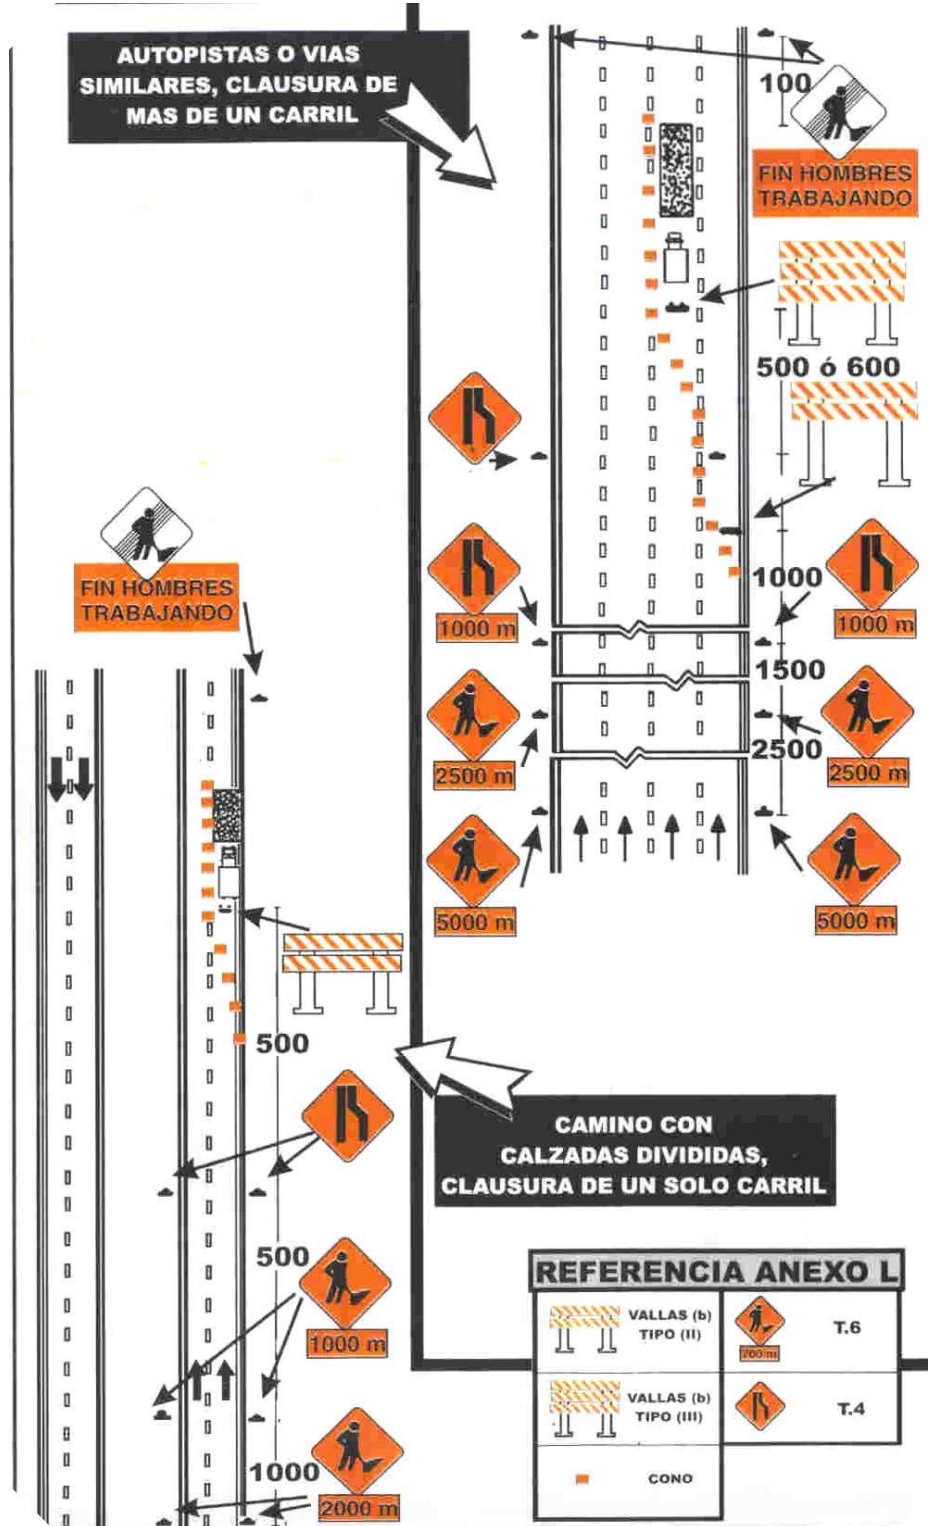 AUTOPISTAS O VIAS
SIMILARES, CLAUSURA DE
MAS DE UN CARRIL
100
FIN HOMBRES
TRABAJANDO
500 ó 600
1000
1000 m
1000 m
1500
2500 m
2500 m
2500
5000 m
5000 m
FIN HOMBRES
TRABAJANDO
500
500
1000 m
1000
2000 m
CAMINO CON
CALZADAS DIVIDIDAS,
CLAUSURA DE UN SOLO CARRIL
REFERENCIA ANEXO L
VALLAS (b)
TIPO (II)
700 m
T.6
VALLAS (b)
TIPO (III)
T.4
CONO